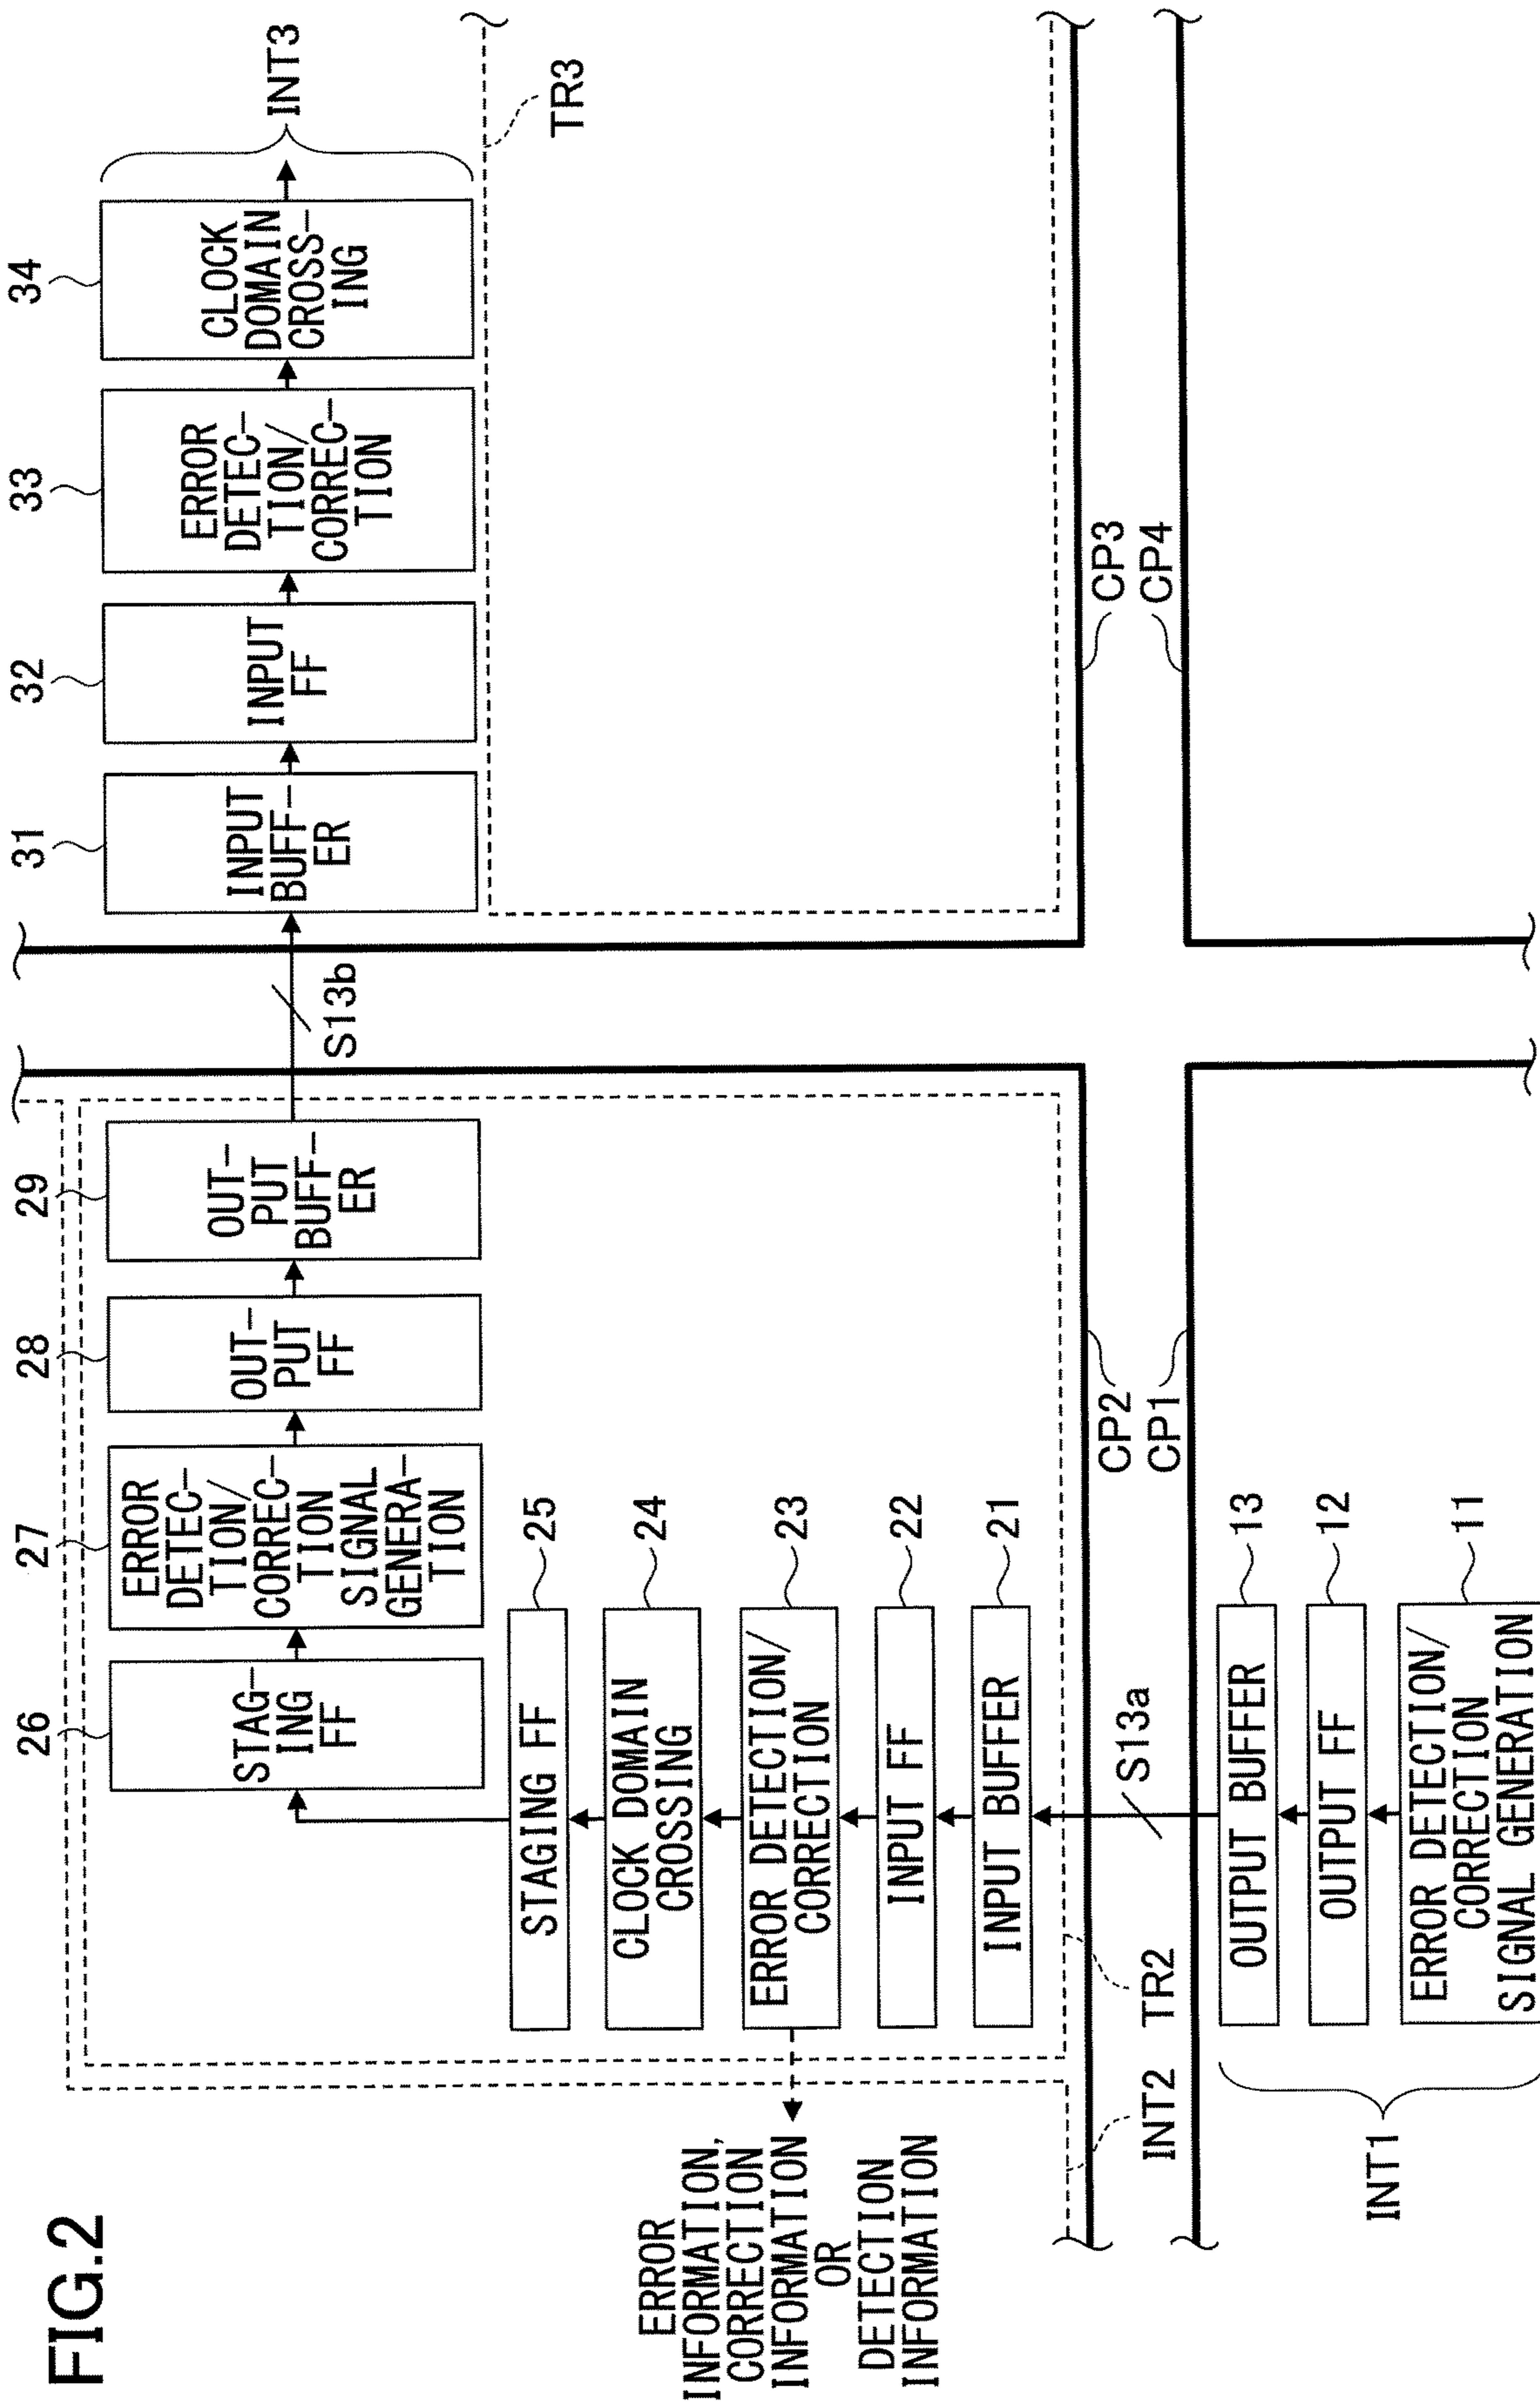 FIG.2
34
CLOCK
DOMAIN
CROSS-
ING
INT3
33
ERROR
DETEC-
TION/
CORREC-
TION
32
INPUT
FF
31
INPUT
BUFF-
ER
TR3
S13b
29
OUT-
PUT
BUFF-
ER
28
OUT-
PUT
FF
27
ERROR
DETEC-
TION/
CORREC-
TION
SIGNAL
GENERA-
TION
26
STAG-
ING
FF
25
STAGING FF
24
CLOCK DOMAIN
CROSSING
23
ERROR DETECTION/
CORRECTION
22
INPUT FF
21
INPUT BUFFER
ERROR
INFORMATION,
CORRECTION
INFORMATION
OR
DETECTION
INFORMATION
TR2
INT2
S13a
CP2
CP1
CP3
CP4
13
OUTPUT BUFFER
12
OUTPUT FF
11
ERROR DETECTION/
CORRECTION
SIGNAL GENERATION
INT1